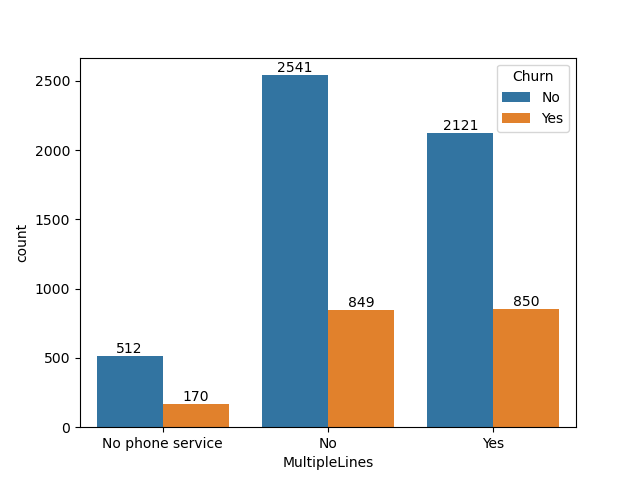 Churn
No
Yes
2541
2121
512
170
849
850
2500
2000
1500
1000
500
0
count
No phone service
No
Yes
MultipleLines